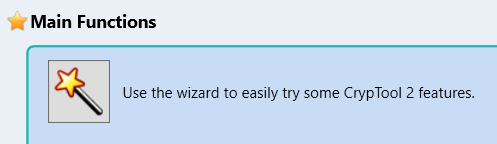 Main Functions
Use the wizard to easily try some CrypTool 2 features.